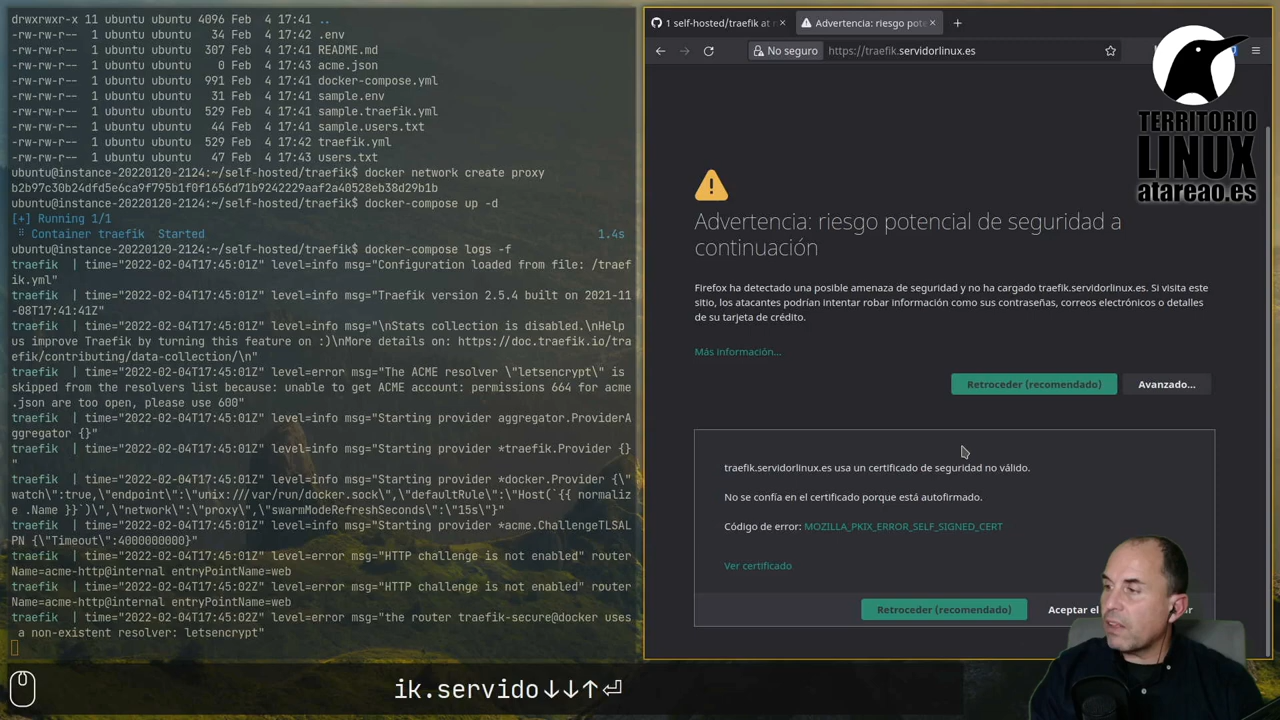 drwxrwxr-x 11 ubuntu ubuntu 4096 Feb  4 17:41 ..
-rw-rw-r--  1 ubuntu ubuntu   34 Feb  4 17:42 .env
-rw-rw-r--  1 ubuntu ubuntu  307 Feb  4 17:41 README.md
-rw-rw-r--  1 ubuntu ubuntu    0 Feb  4 17:43 acme.json
-rw-rw-r--  1 ubuntu ubuntu  991 Feb  4 17:41 docker-compose.yml
-rw-rw-r--  1 ubuntu ubuntu   31 Feb  4 17:41 sample.env
-rw-rw-r--  1 ubuntu ubuntu  529 Feb  4 17:41 sample.traefik.yml
-rw-rw-r--  1 ubuntu ubuntu   44 Feb  4 17:41 sample.users.txt
-rw-rw-r--  1 ubuntu ubuntu  529 Feb  4 17:42 traefik.yml
-rw-rw-r--  1 ubuntu ubuntu   47 Feb  4 17:43 users.txt
ubuntu@instance-20220120-2124:~/self-hosted/traefik$ docker network create proxy
b2b97c30b24dfd5e6ca9f795b1f0f1656d71b9242229aaf2a40528eb38d29b1b
ubuntu@instance-20220120-2124:~/self-hosted/traefik$ docker-compose up -d
[+] Running 1/1
⠿ Container traefik  Started 1.4s
ubuntu@instance-20220120-2124:~/self-hosted/traefik$ docker-compose logs -f
traefik  | time="2022-02-04T17:45:01Z" level=info msg="Configuration loaded from file: /traef
ik.yml"
traefik  | time="2022-02-04T17:45:01Z" level=info msg="Traefik version 2.5.4 built on 2021-11
-08T17:41:41Z"
traefik  | time="2022-02-04T17:45:01Z" level=info msg="\nStats collection is disabled.\nHelp
us improve Traefik by turning this feature on :)\nMore details on: https://doc.traefik.io/tra
efik/contributing/data-collection/\n"
traefik  | time="2022-02-04T17:45:01Z" level=error msg="The ACME resolver \"letsencrypt\" is
skipped from the resolvers list because: unable to get ACME account: permissions 664 for acme
.json are too open, please use 600"
traefik  | time="2022-02-04T17:45:01Z" level=info msg="Starting provider aggregator.ProviderA
ggregator {}"
traefik  | time="2022-02-04T17:45:01Z" level=info msg="Starting provider *traefik.Provider {}
"
traefik  | time="2022-02-04T17:45:01Z" level=info msg="Starting provider *docker.Provider {\"
watch\":true,\"endpoint\":\"unix:///var/run/docker.sock\",\"defaultRule\":\"Host(`{{ normaliz
e .Name }}`)\",\"network\":\"proxy\",\"swarmModeRefreshSeconds\":\"15s\"}"
traefik  | time="2022-02-04T17:45:01Z" level=info msg="Starting provider *acme.ChallengeTLSAL
PN {\"Timeout\":4000000000}"
traefik  | time="2022-02-04T17:45:01Z" level=error msg="HTTP challenge is not enabled" router
Name=acme-http@internal entryPointName=web
traefik  | time="2022-02-04T17:45:02Z" level=error msg="HTTP challenge is not enabled" router
Name=acme-http@internal entryPointName=web
traefik  | time="2022-02-04T17:45:02Z" level=error msg="the router traefik-secure@docker uses
a non-existent resolver: letsencrypt"
1 self-hosted/traefik at
Advertencia: riesgo pot
No seguro
https://traefik.servidorlinux.es
TERRITORIO
LINUX
atareao.es
Advertencia: riesgo potencial de seguridad a
continuación
Firefox ha detectado una posible amenaza de seguridad y no ha cargado traefik.servidorlinux.es. Si visita este
sitio, los atacantes podrían intentar robar información como sus contraseñas, correos electrónicos o detalles
de su tarjeta de crédito.
Más información...
Retroceder (recomendado)
Avanzado...
traefik.servidorlinux.es usa un certificado de seguridad no válido.
No se confía en el certificado porque está autofirmado.
Código de error: MOZILLA_PKIX_ERROR_SELF_SIGNED_CERT
Ver certificado
Retroceder (recomendado)
Aceptar el
ik.servido↓↓↑⏎